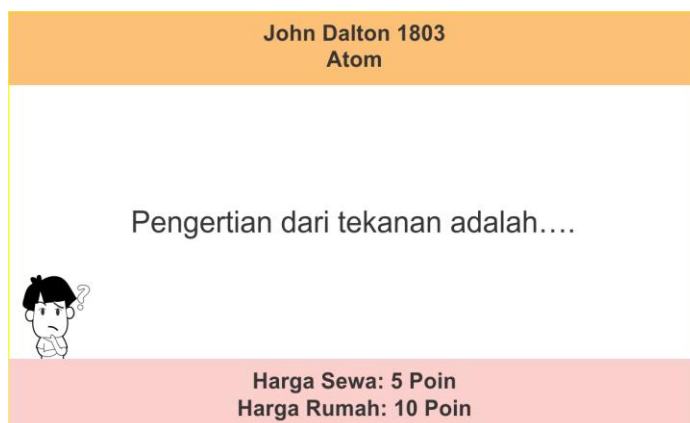 John Dalton 1803
Atom
Pengertian dari tekanan adalah….
Harga Sewa: 5 Poin
Harga Rumah: 10 Poin